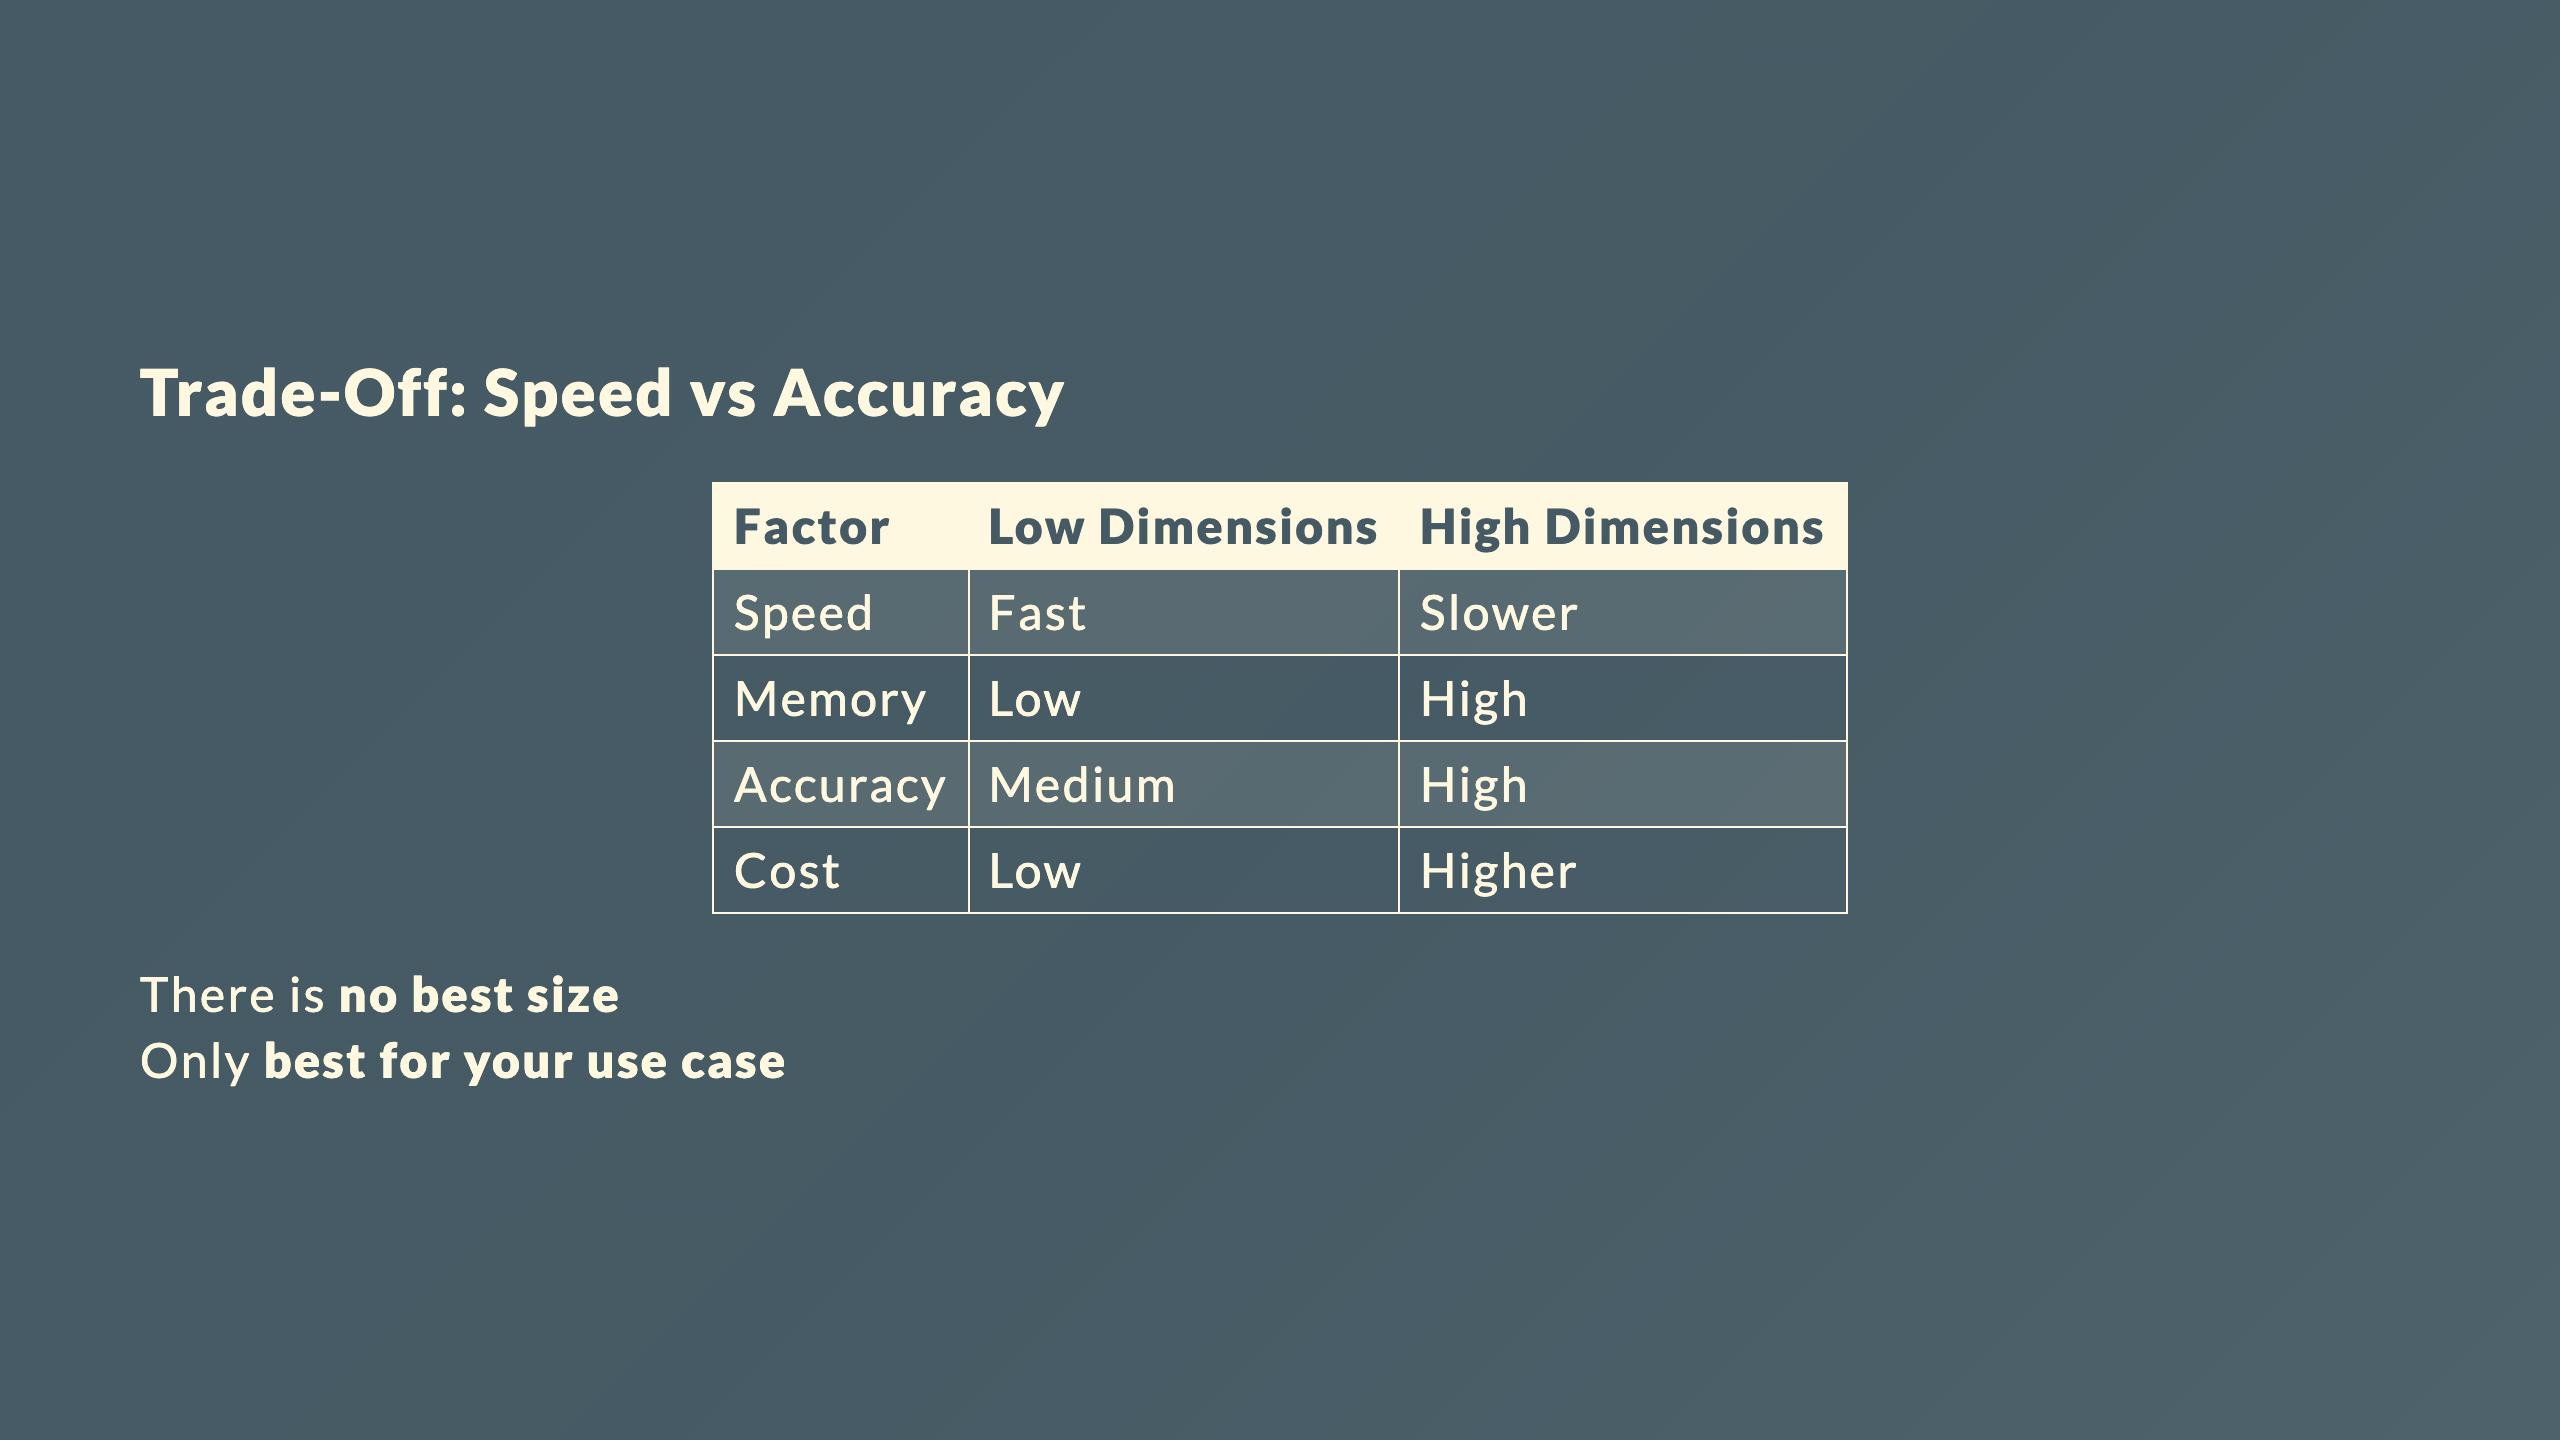 Trade-Off: Speed vs Accuracy
Factor Low Dimensions High Dimensions
Speed Fast Slower
Memory Low High
Accuracy Medium High
Cost Low Higher
There is no best size
Only best for your use case